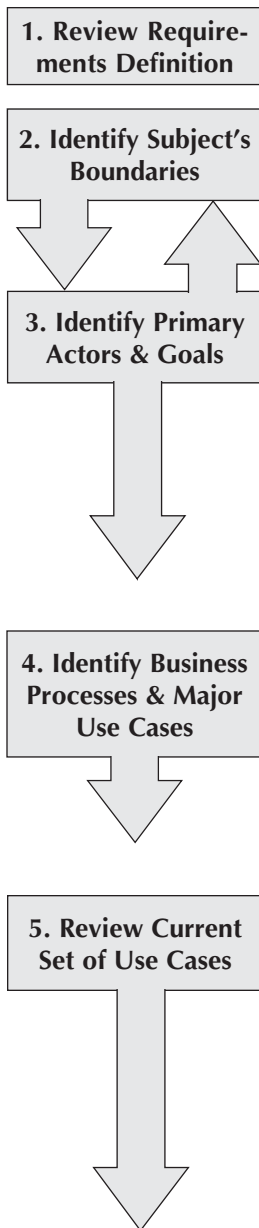 1. Review Require-
ments Definition
2. Identify Subject's
Boundaries
3. Identify Primary
Actors & Goals
4. Identify Business
Processes & Major
Use Cases
5. Review Current
Set of Use Cases